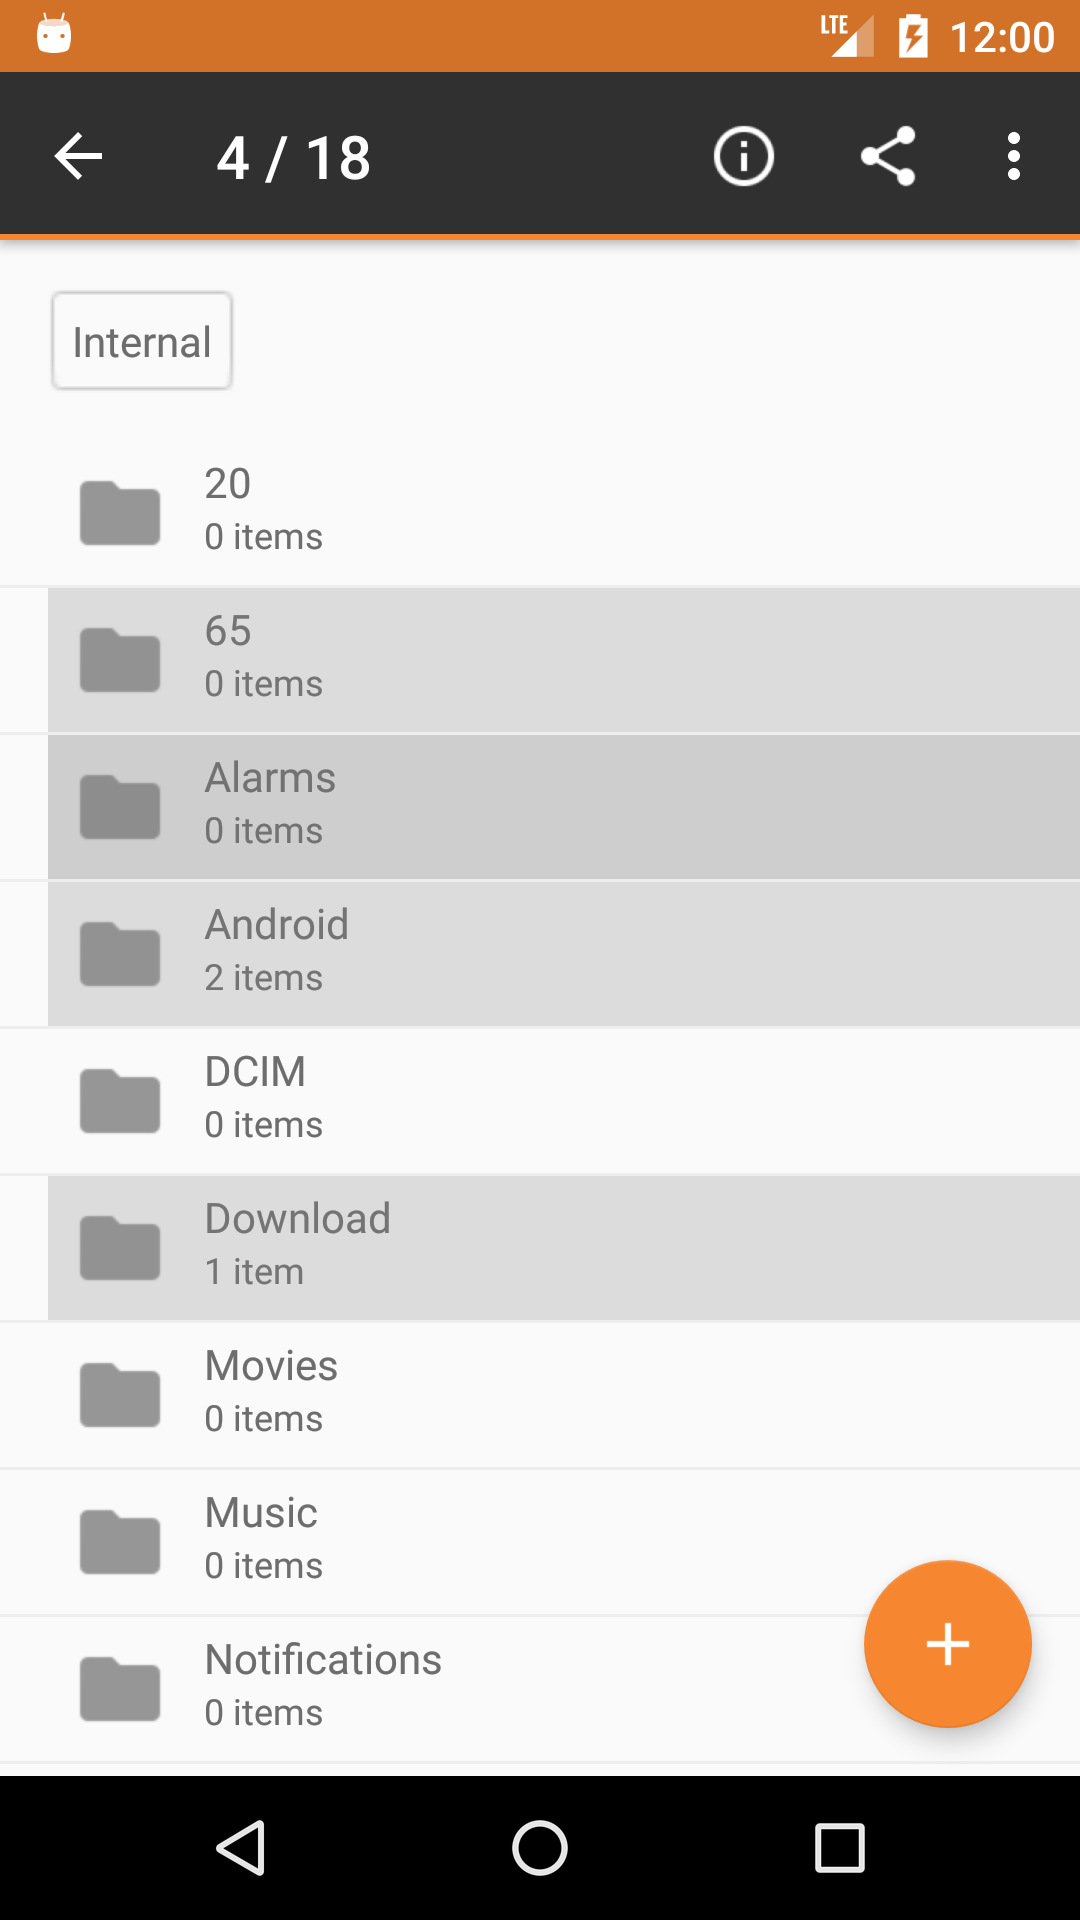 LTE 12:00
4 / 18
Internal
20
0 items
65
0 items
Alarms
0 items
Android
2 items
DCIM
0 items
Download
1 item
Movies
0 items
Music
0 items
Notifications
0 items